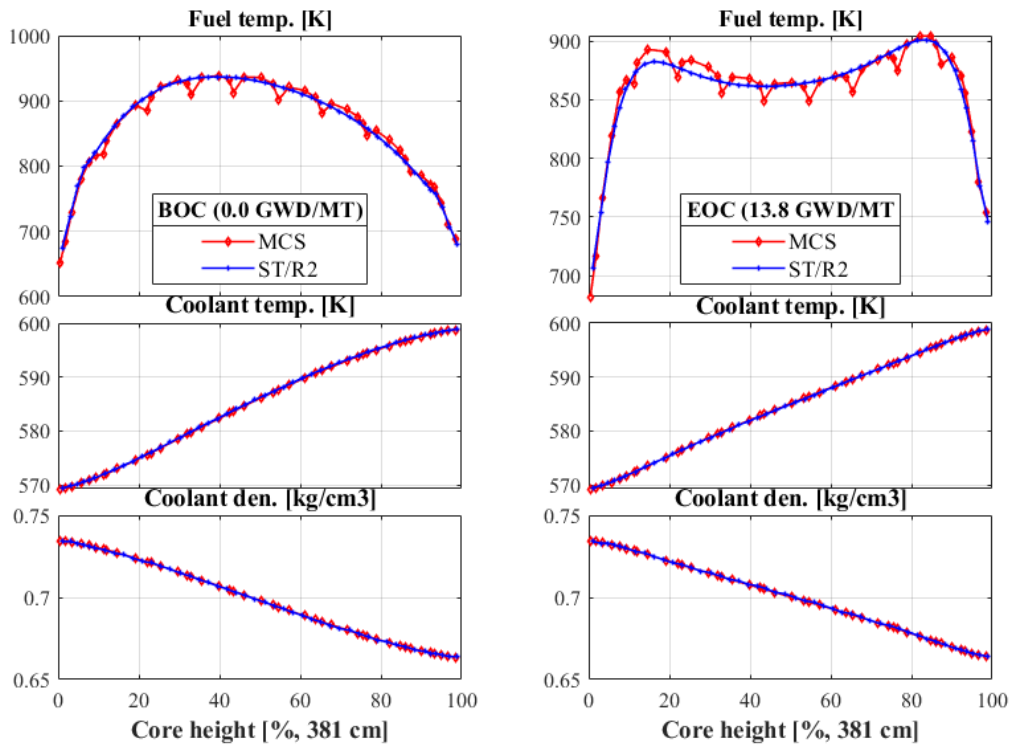 Fuel temp. [K]
1000
900
800
700
600
BOC (0.0 GWD/MT)
MCS
ST/R2
Coolant temp. [K]
600
590
580
570
Coolant den. [kg/cm3]
0.75
0.7
0.65
0 20 40 60 80 100
Core height [%, 381 cm]
Fuel temp. [K]
900
850
800
750
700
EOC (13.8 GWD/MT
MCS
ST/R2
Coolant temp. [K]
600
590
580
570
Coolant den. [kg/cm3]
0.75
0.7
0.65
0 20 40 60 80 100
Core height [%, 381 cm]